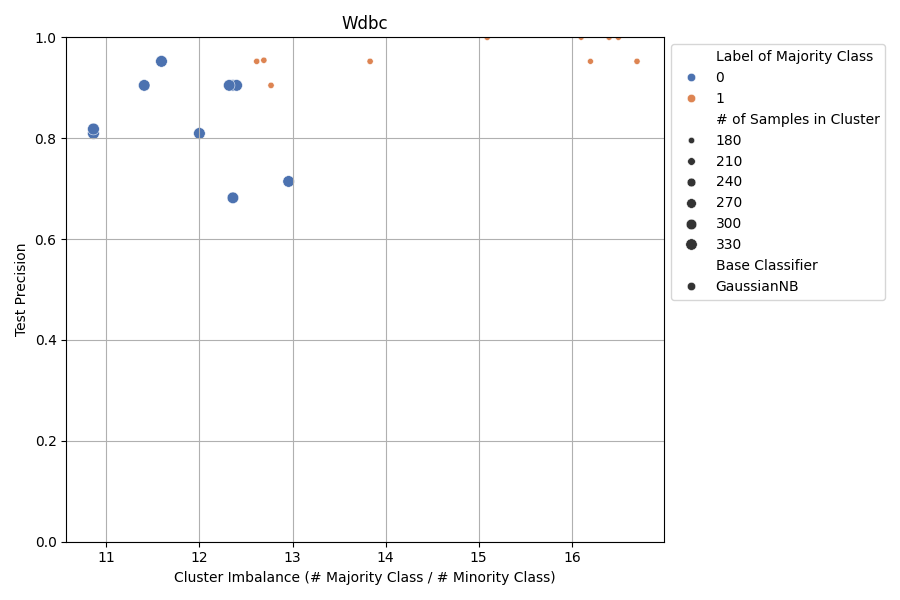 Wdbc
1.0
0.8
0.6
0.4
0.2
0.0
Test Precision
11
12
13
14
15
16
Cluster Imbalance (# Majority Class / # Minority Class)
Label of Majority Class
0
1
# of Samples in Cluster
180
210
240
270
300
330
Base Classifier
GaussianNB